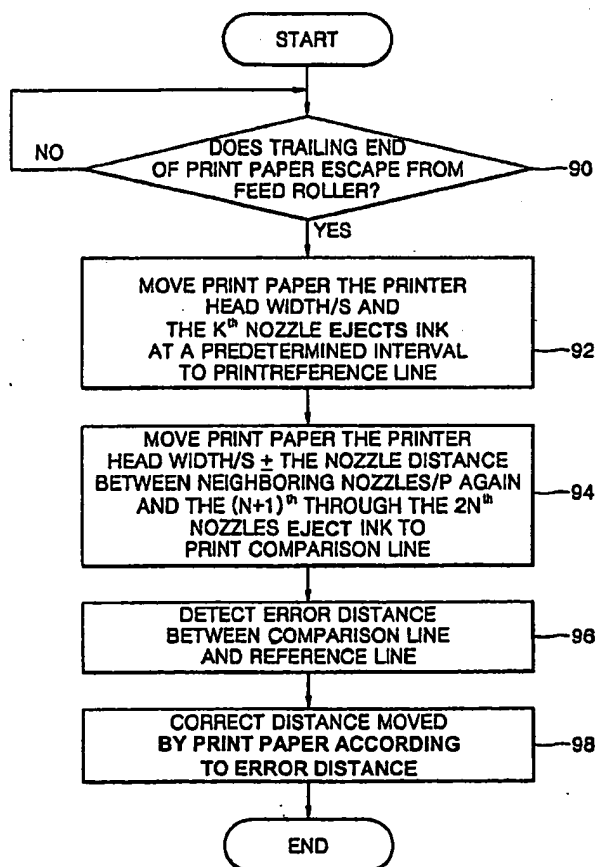 START
DOES TRAILING END
OF PRINT PAPER ESCAPE FROM
FEED ROLLER?
NO
90
YES
MOVE PRINT PAPER THE PRINTER
HEAD WIDTH/S AND
THE Kth NOZZLE EJECTS INK
AT A PREDETERMINED INTERVAL
TO PRINTREFERENCE LINE
92
MOVE PRINT PAPER THE PRINTER
HEAD WIDTH/S ± THE NOZZLE DISTANCE
BETWEEN NEIGHBORING NOZZLES/P AGAIN
AND THE (N+1)th THROUGH THE 2Nth
NOZZLES EJECT INK TO
PRINT COMPARISON LINE
94
DETECT ERROR DISTANCE
BETWEEN COMPARISON LINE
AND REFERENCE LINE
96
CORRECT DISTANCE MOVED
BY PRINT PAPER ACCORDING
TO ERROR DISTANCE
98
END